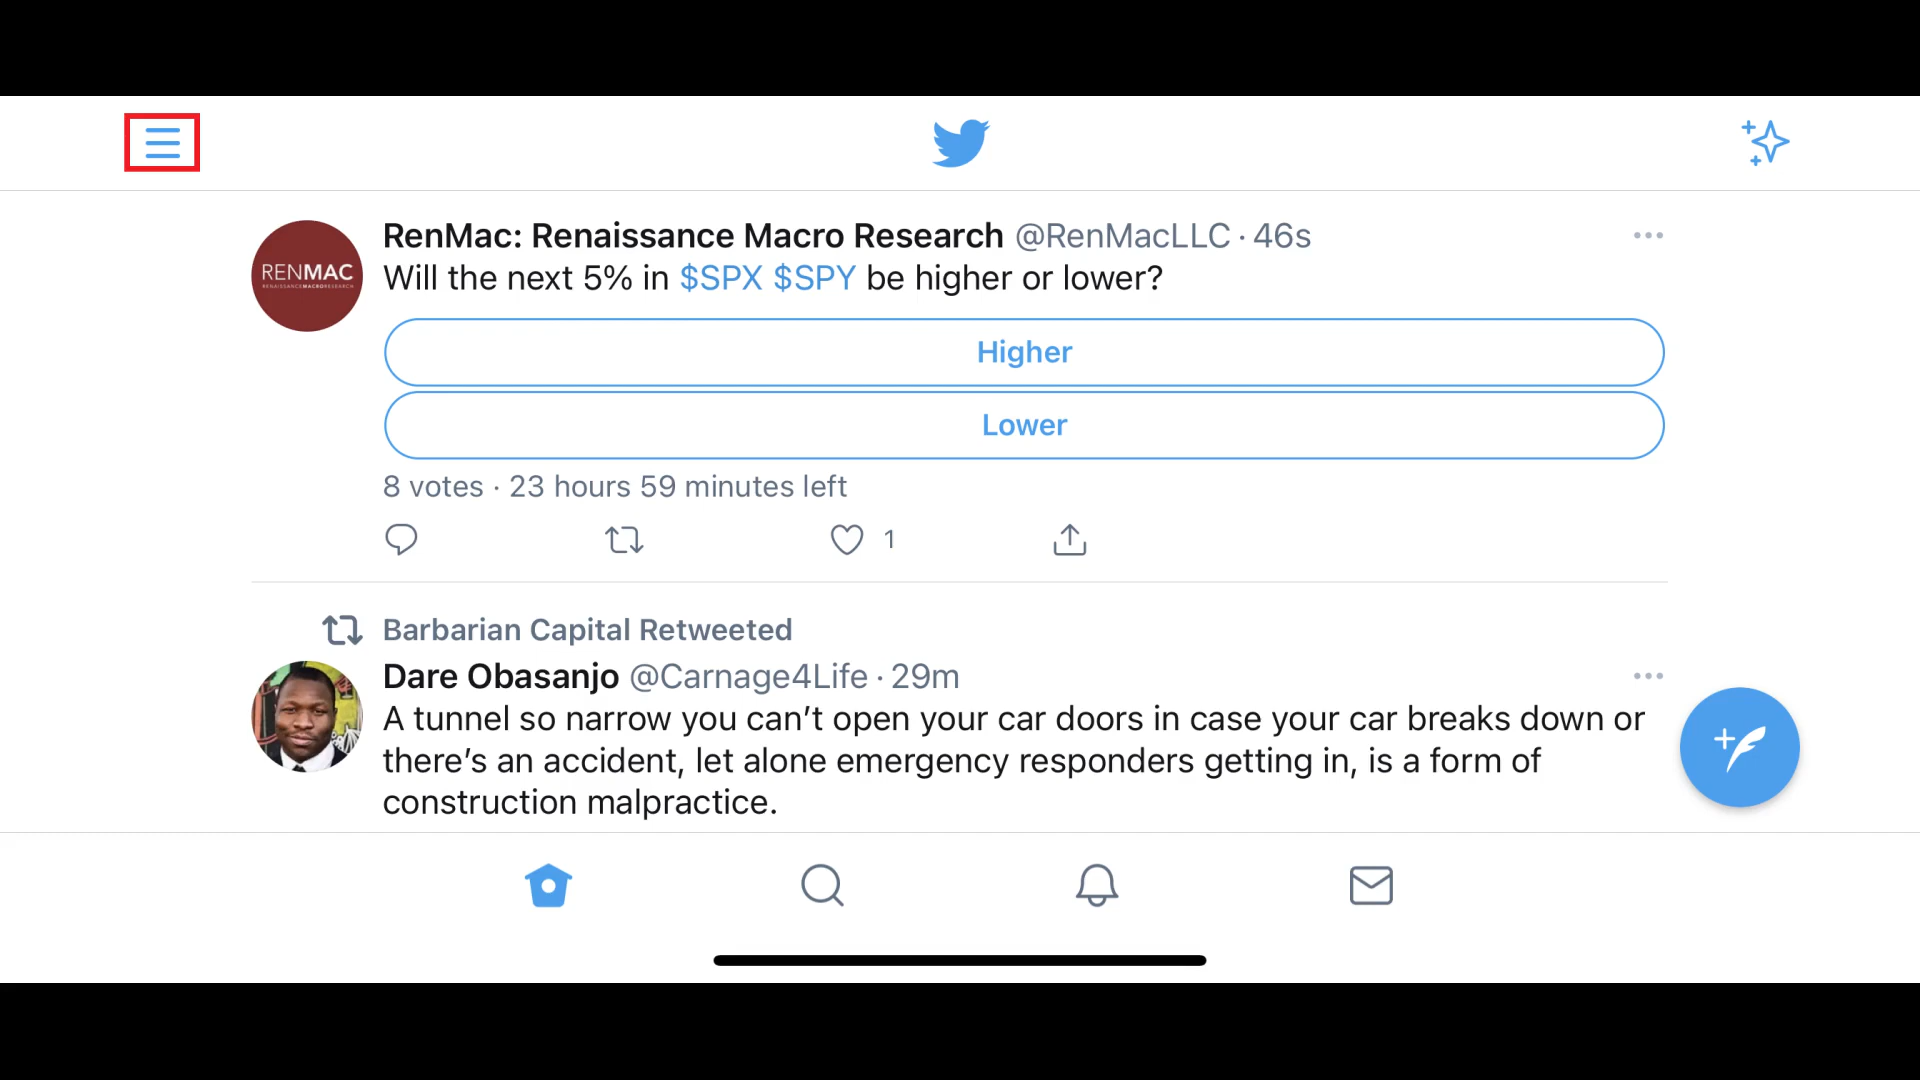 RenMac: Renaissance Macro Research @RenMacLLC · 46s
RENMAC
RENAISSANCEMACRORESEARCH
Will the next 5% in $SPX $SPY be higher or lower?
Higher
Lower
8 votes · 23 hours 59 minutes left
1
Barbarian Capital Retweeted
Dare Obasanjo @Carnage4Life · 29m
A tunnel so narrow you can’t open your car doors in case your car breaks down or
there’s an accident, let alone emergency responders getting in, is a form of
construction malpractice.